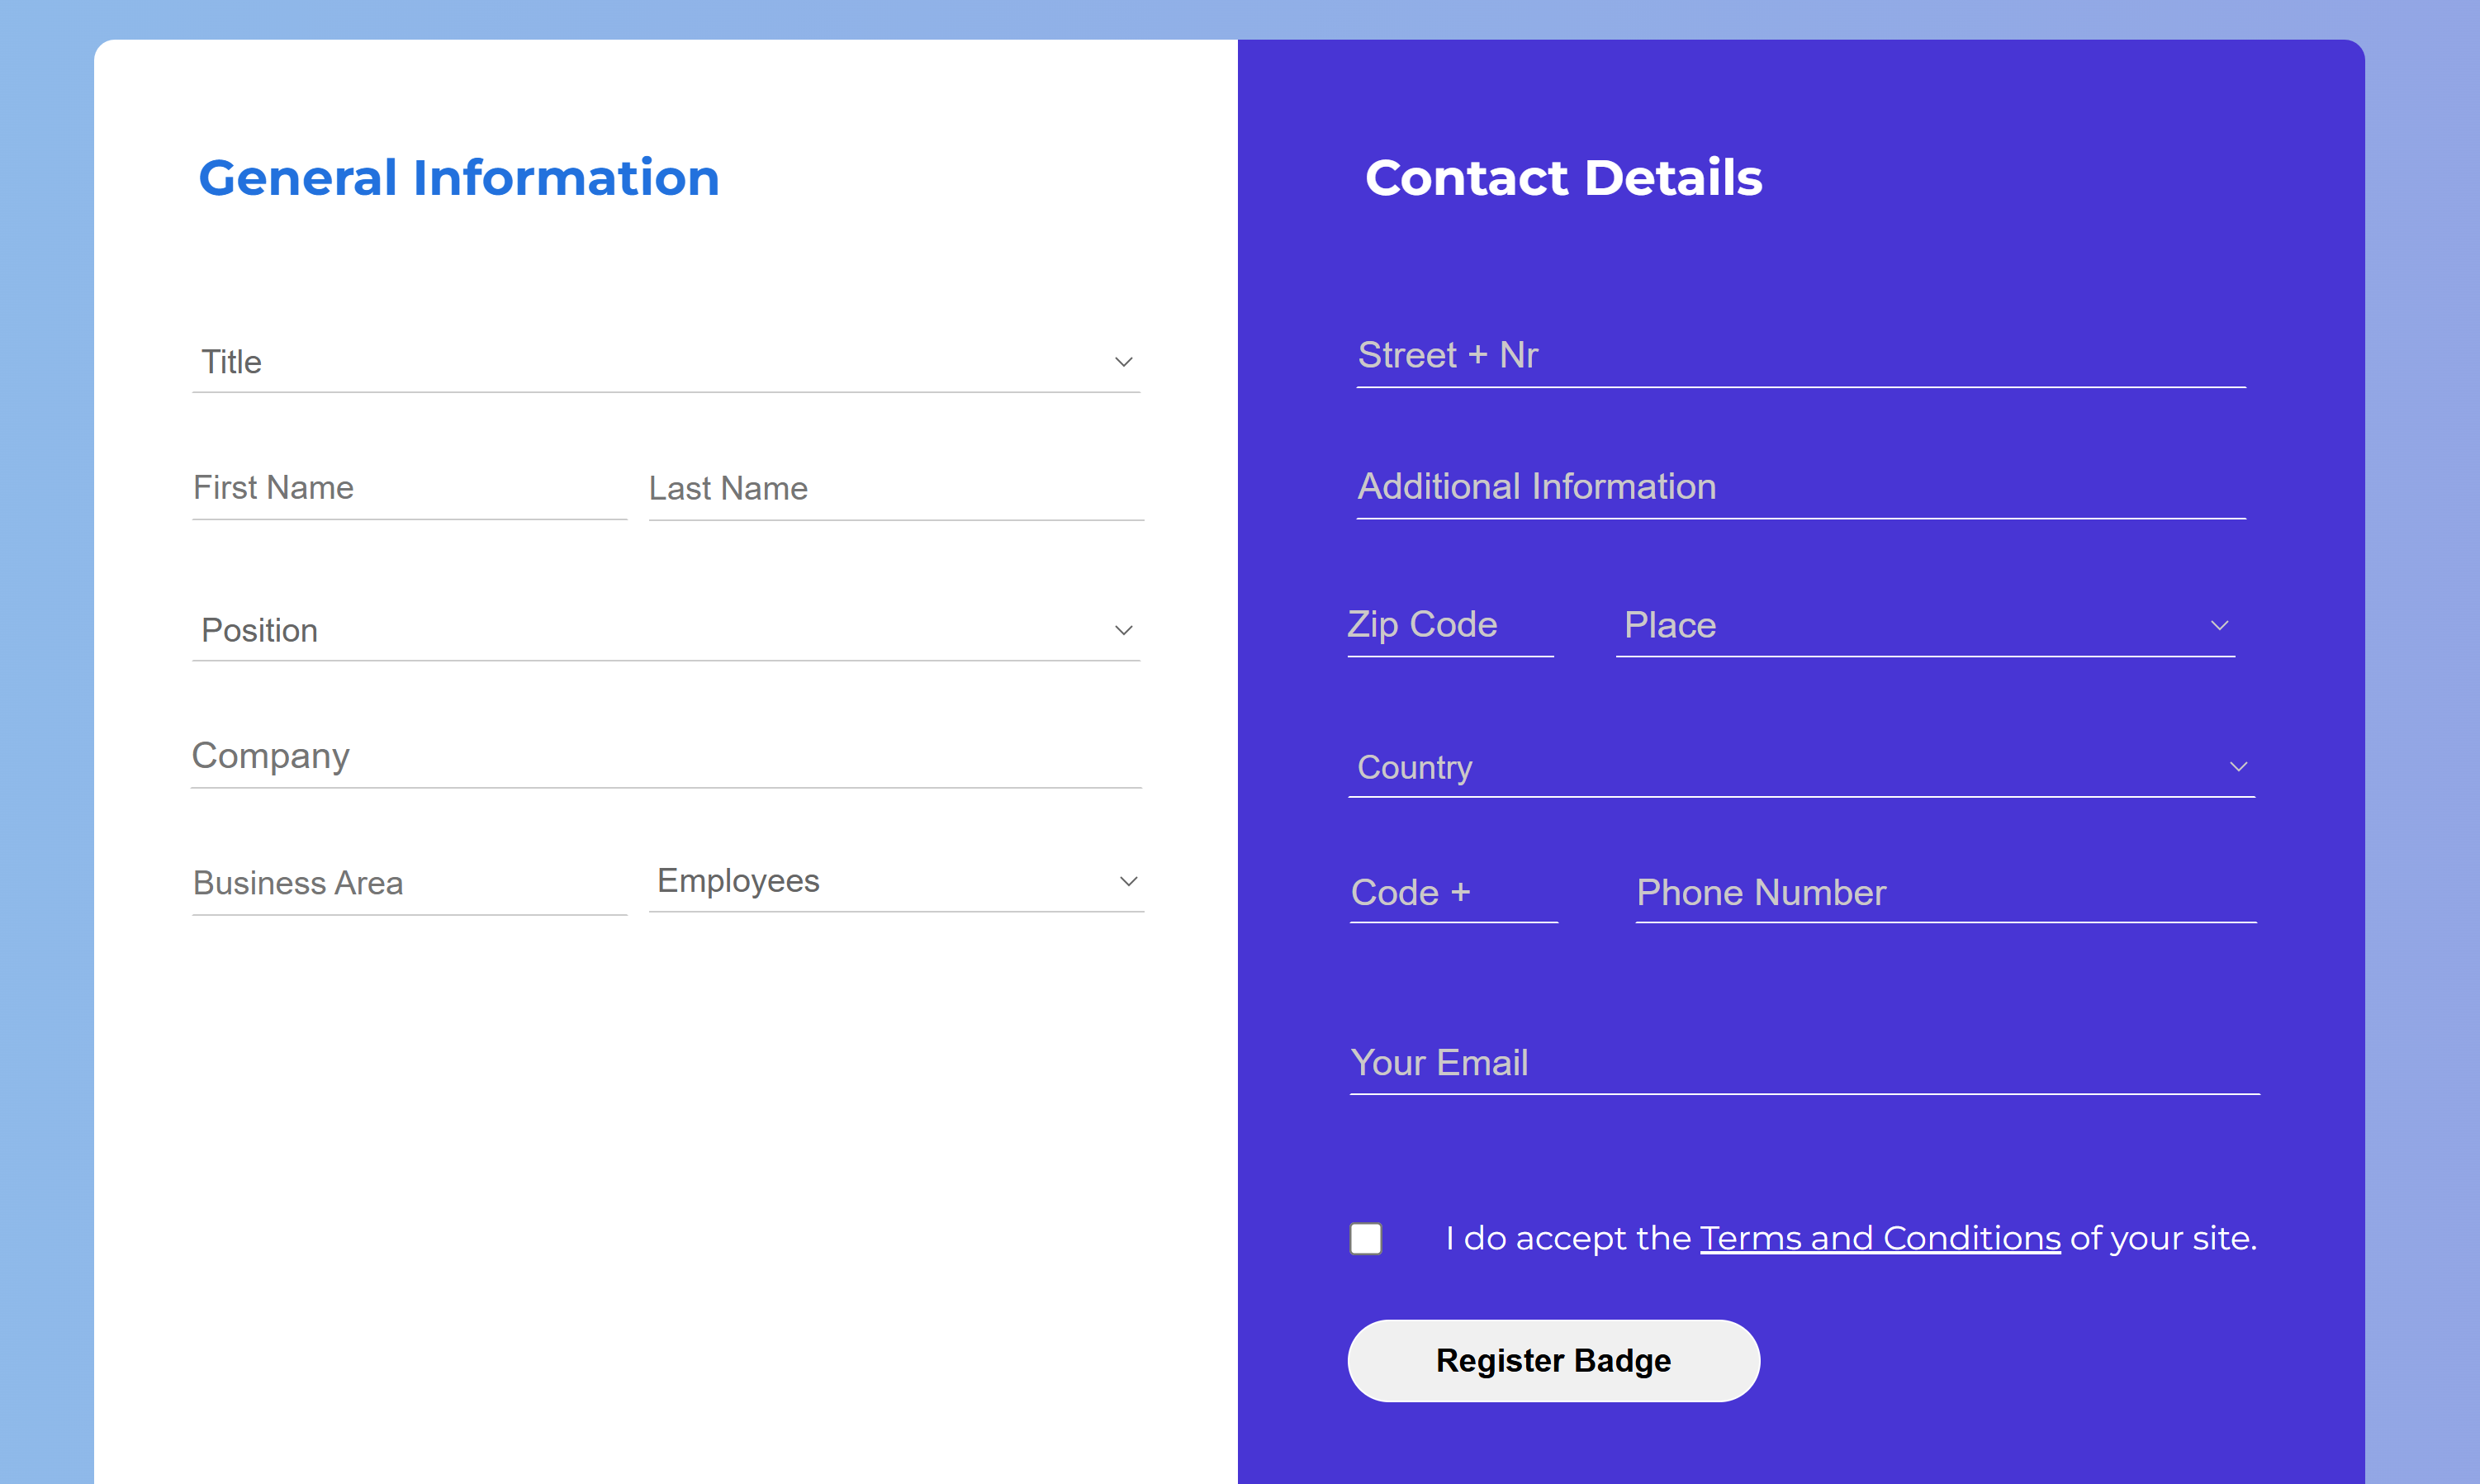 General Information
Title
First Name
Last Name
Position
Company
Business Area
Employees
Contact Details
Street + Nr
Additional Information
Zip Code
Place
Country
Code +
Phone Number
Your Email
I do accept the Terms and Conditions of your site.
Register Badge